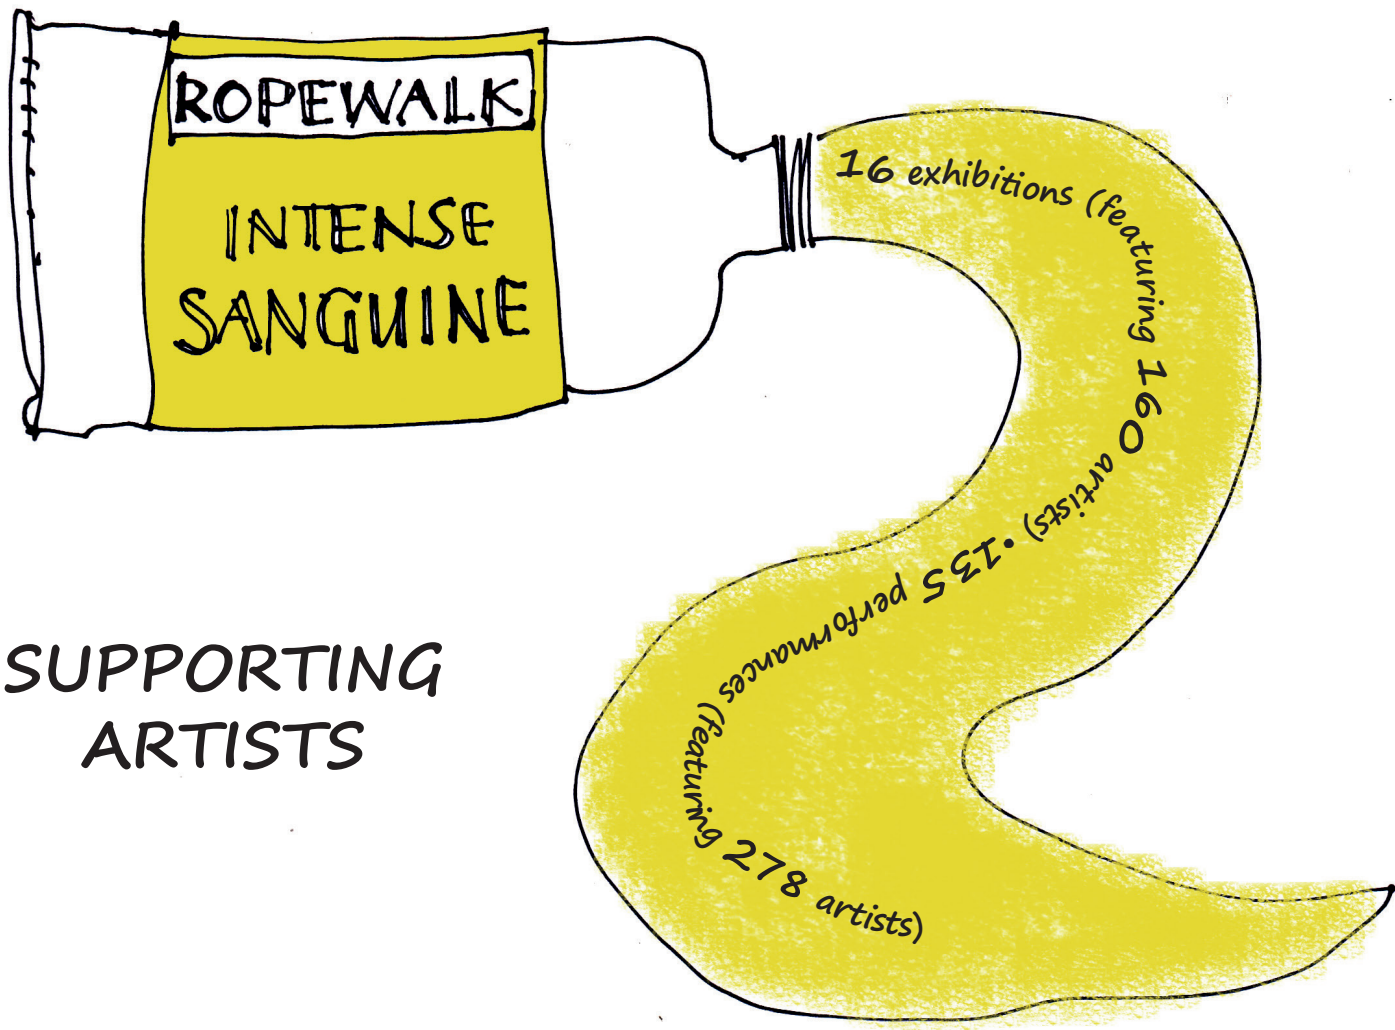 ROPEWALK
INTENSE
SANGUINE
16 exhibitions (featuring 160 artists) • 135 performances (featuring 278 artists)
SUPPORTING
ARTISTS